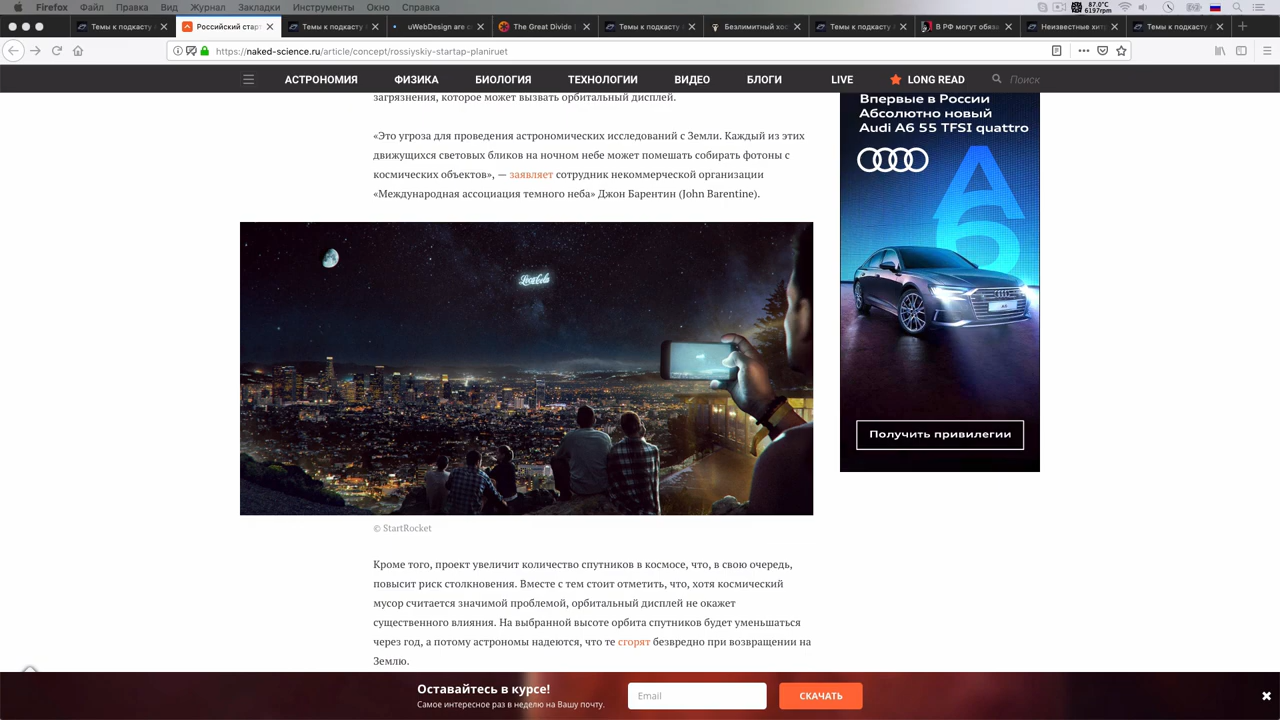 Firefox Файл Правка Вид Журнал Закладки Инструменты Окно Справка
87.0°C
6197rpm
Темы к подкасту
Российский старт
Темы к подкасту
uWebDesign are c
The Great Divide
Темы к подкасту
Безлимитный хос
Темы к подкасту
В РФ могут обяза
Неизвестные хит
Темы к подкасту
https://naked-science.ru/article/concept/rossiyskiy-startap-planiruet
АСТРОНОМИЯ ФИЗИКА БИОЛОГИЯ ТЕХНОЛОГИИ ВИДЕО БЛОГИ LIVE LONG READ Поиск
загрязнения, которое может вызвать орбитальный дисплей.
«Это угроза для проведения астрономических исследований с Земли. Каждый из этих
движущихся световых бликов на ночном небе может помешать собирать фотоны с
космических объектов», — заявляет сотрудник некоммерческой организации
«Международная ассоциация темного неба» Джон Барентин (John Barentine).
Coca-Cola
© StartRocket
Кроме того, проект увеличит количество спутников в космосе, что, в свою очередь,
повысит риск столкновения. Вместе с тем стоит отметить, что, хотя космический
мусор считается значимой проблемой, орбитальный дисплей не окажет
существенного влияния. На выбранной высоте орбита спутников будет уменьшаться
через год, а потому астрономы надеются, что те сгорят безвредно при возвращении на
Землю.
Впервые в России
Абсолютно новый
Audi A6 55 TFSI quattro
A
6
Получить привилегии
Оставайтесь в курсе!
Самое интересное раз в неделю на Вашу почту.
Email
СКАЧАТЬ